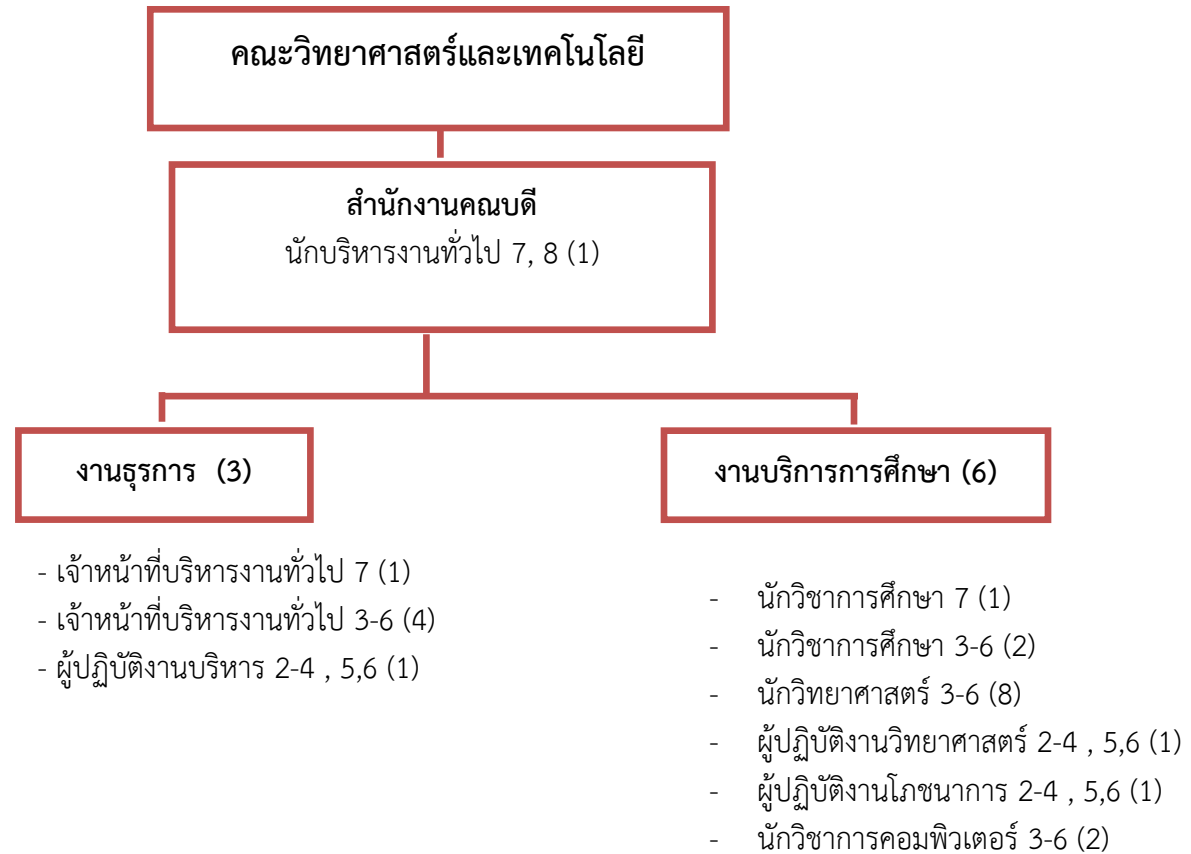 คณะวิทยาศาสตร์และเทคโนโลยี
สำนักงานคณบดี
นักบริหารงานทั่วไป 7, 8 (1)
งานธุรการ (3)
- เจ้าหน้าที่บริหารงานทั่วไป 7 (1)
- เจ้าหน้าที่บริหารงานทั่วไป 3-6 (4)
- ผู้ปฏิบัติงานบริหาร 2-4 , 5,6 (1)
งานบริการการศึกษา (6)
- นักวิชาการศึกษา 7 (1)
- นักวิชาการศึกษา 3-6 (2)
- นักวิทยาศาสตร์ 3-6 (8)
- ผู้ปฏิบัติงานวิทยาศาสตร์ 2-4 , 5,6 (1)
- ผู้ปฏิบัติงานโภชนาการ 2-4 , 5,6 (1)
- นักวิชาการคอมพิวเตอร์ 3-6 (2)